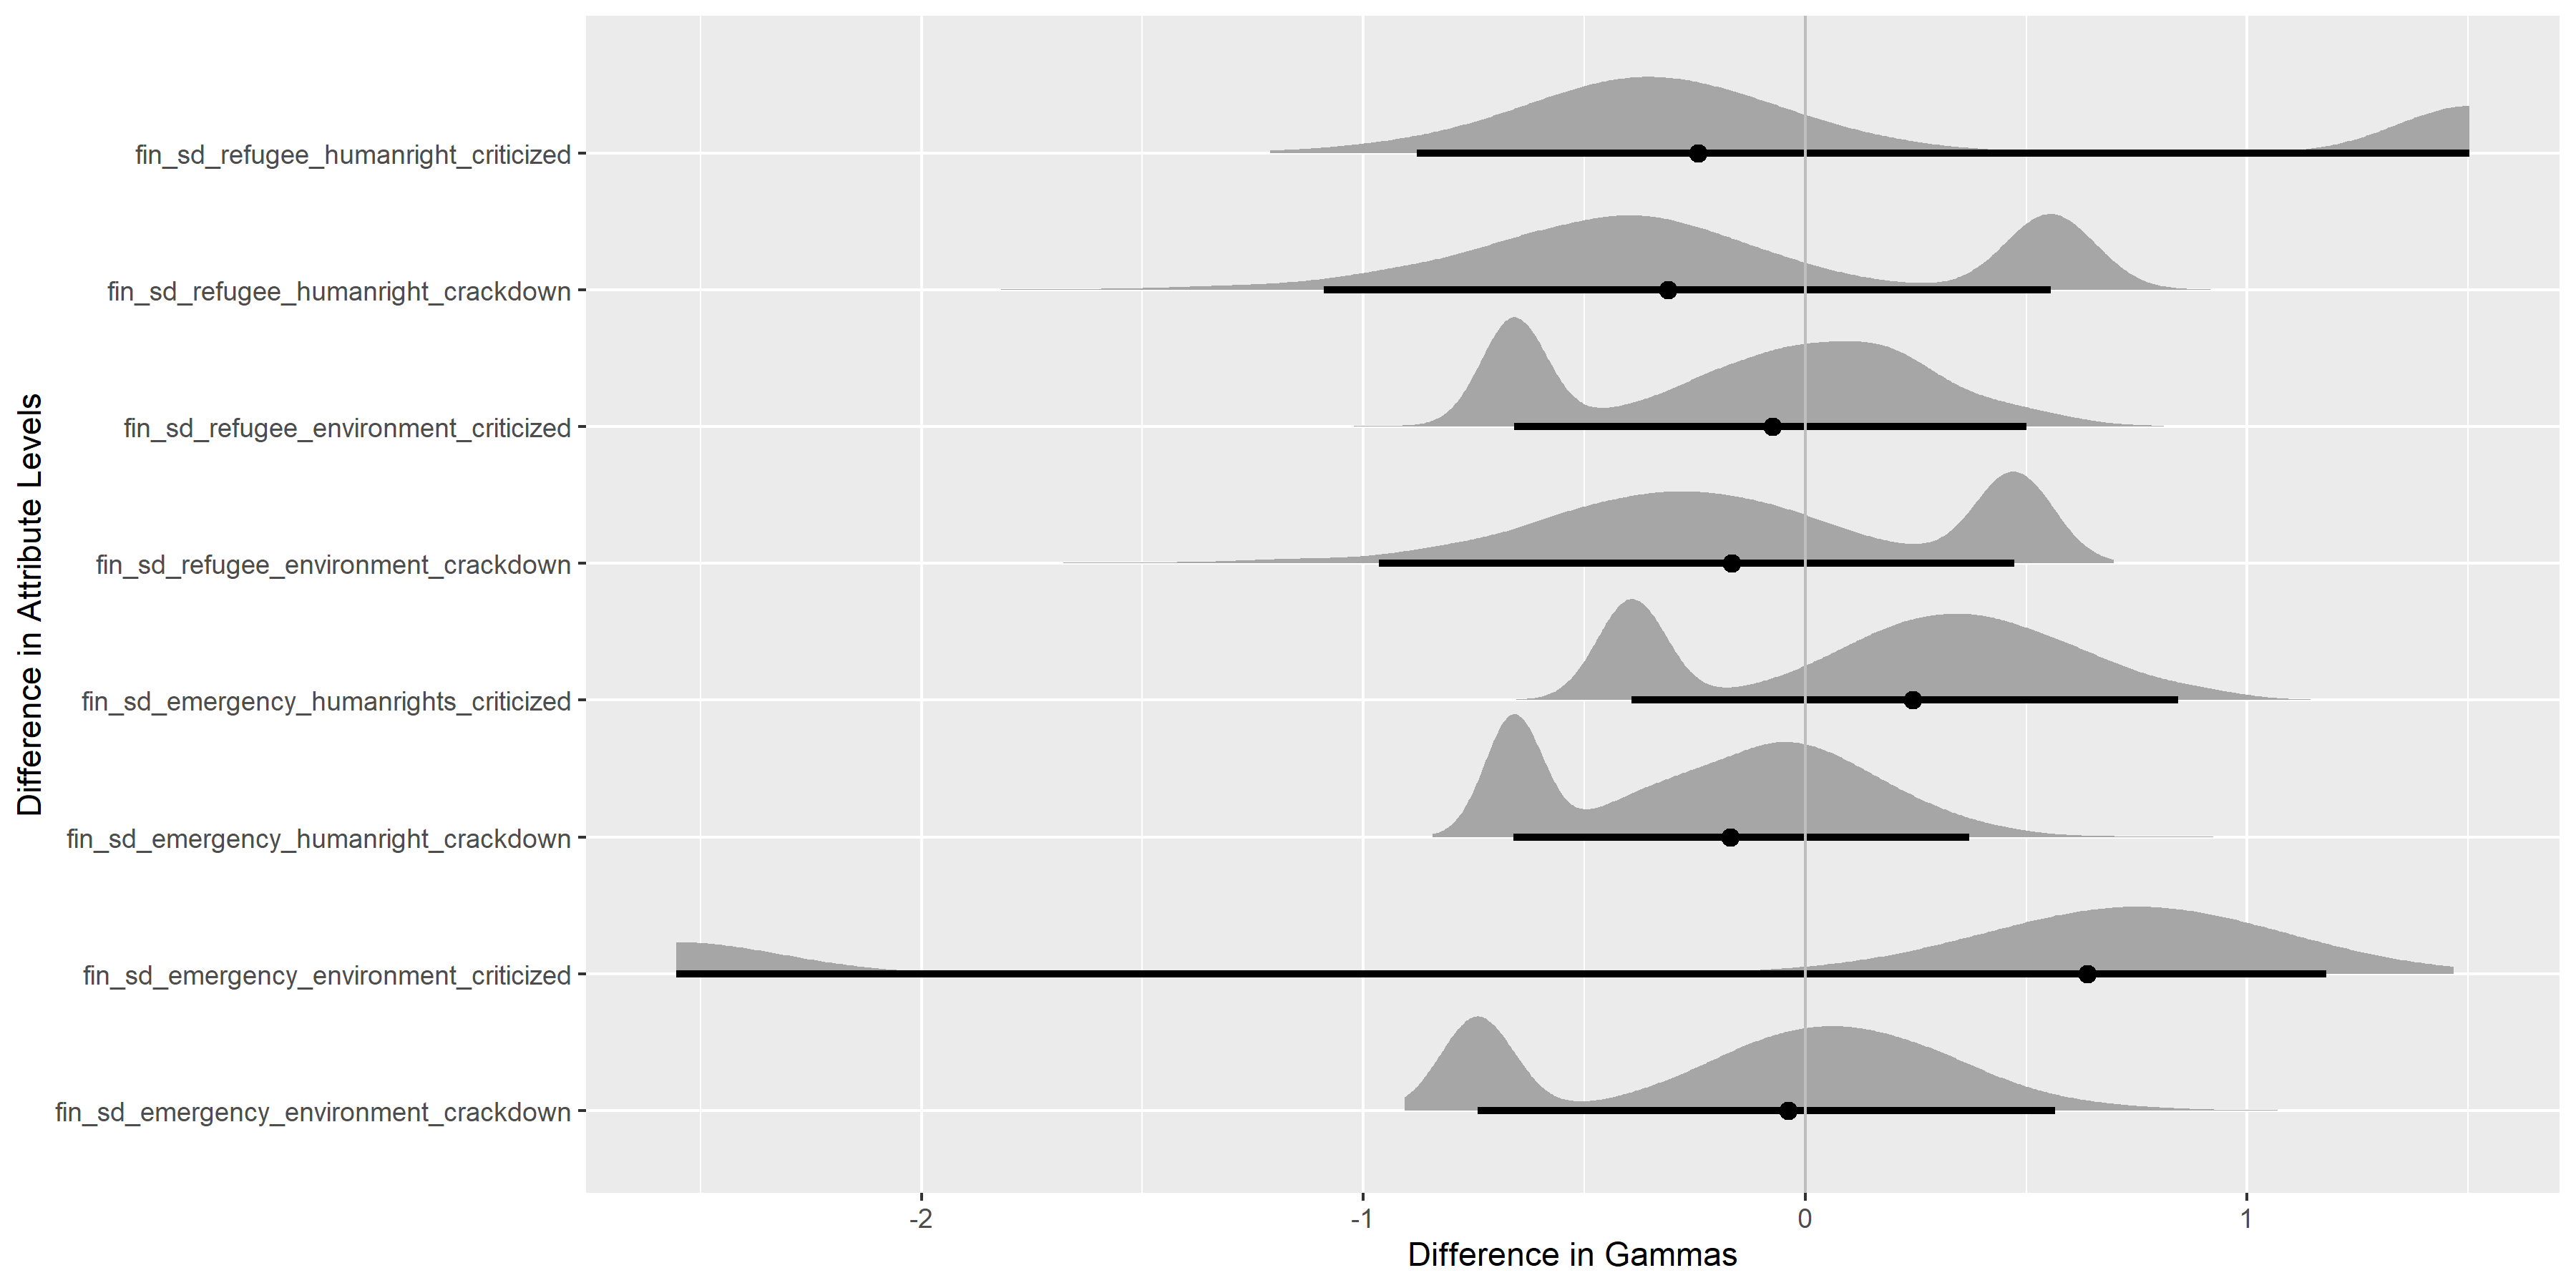 Difference in Attribute Levels
fin_sd_refugee_humanright_criticized
fin_sd_refugee_humanright_crackdown
fin_sd_refugee_environment_criticized
fin_sd_refugee_environment_crackdown
fin_sd_emergency_humanrights_criticized
fin_sd_emergency_humanright_crackdown
fin_sd_emergency_environment_criticized
fin_sd_emergency_environment_crackdown
-2 -1 0 1
Difference in Gammas